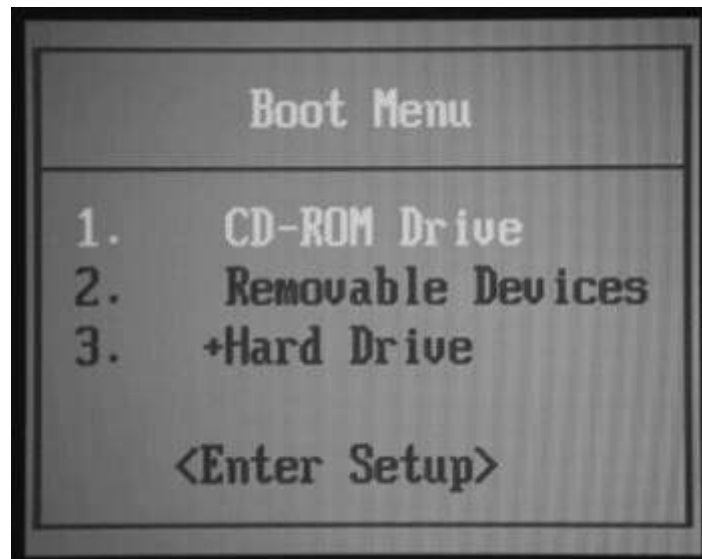 Boot Menu
1. CD-ROM Drive
2. Removable Devices
3. +Hard Drive
<Enter Setup>